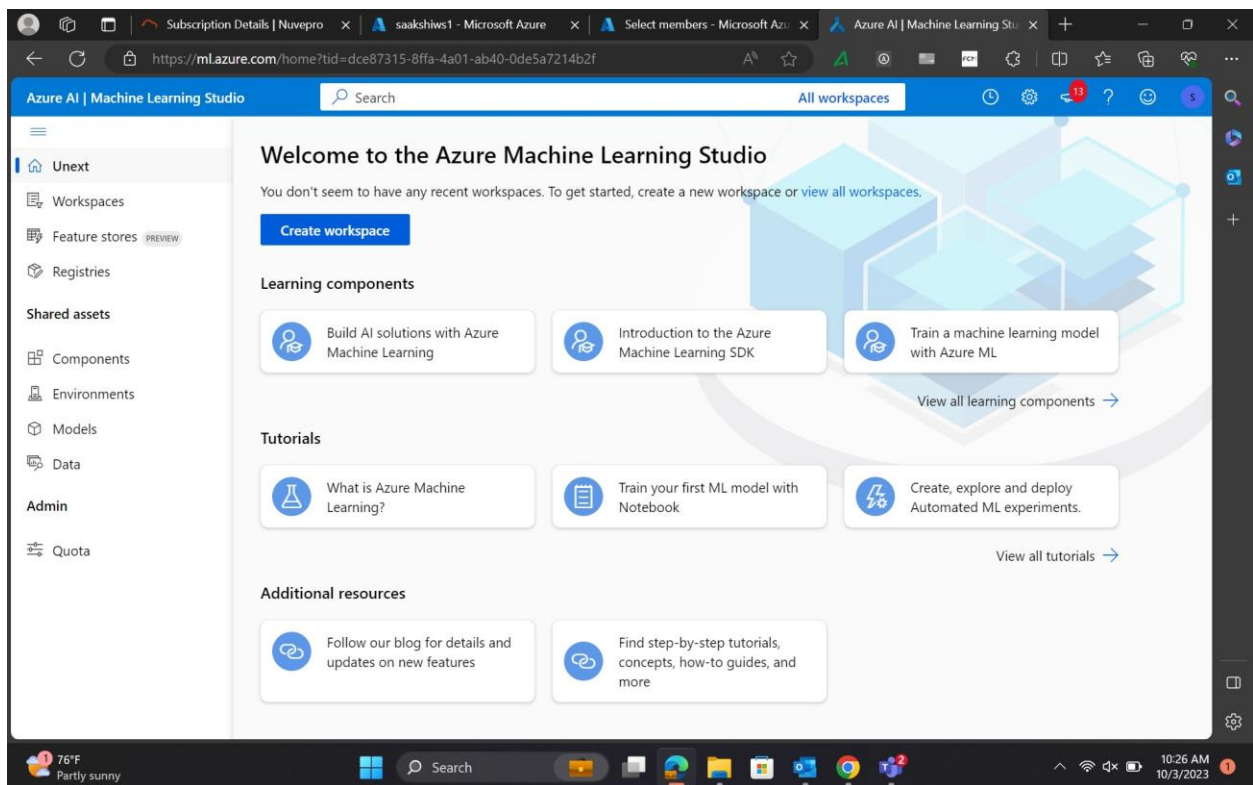 Subscription Details | Nuvepro
saakshiws1 - Microsoft Azure
Select members - Microsoft Azu
Azure AI | Machine Learning Stu
https://ml.azure.com/home?tid=dce87315-8ffa-4a01-ab40-0de5a7214b2f
Azure AI | Machine Learning Studio
Search
All workspaces
13
S
Unext
Workspaces
Feature stores PREVIEW
Registries
Shared assets
Components
Environments
Models
Data
Admin
Quota
Welcome to the Azure Machine Learning Studio
You don't seem to have any recent workspaces. To get started, create a new workspace or view all workspaces.
Create workspace
Learning components
Build AI solutions with Azure
Machine Learning
Introduction to the Azure
Machine Learning SDK
Train a machine learning model
with Azure ML
View all learning components
Tutorials
What is Azure Machine
Learning?
Train your first ML model with
Notebook
Create, explore and deploy
Automated ML experiments.
View all tutorials
Additional resources
Follow our blog for details and
updates on new features
Find step-by-step tutorials,
concepts, how-to guides, and
more
1
76°F
Partly sunny
Search
2
10:26 AM
10/3/2023
1